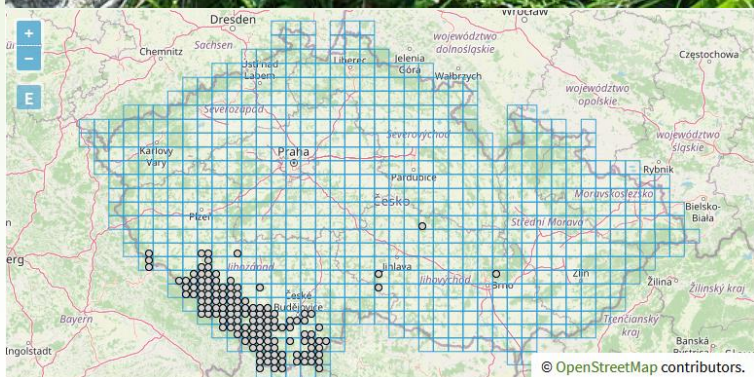 Dresden
Wrocław
+
Chemnitz
Sachsen
Ústí nad
Labem
Liberec
Jelenia
Góra
województwo
dolnośląskie
Częstochowa
−
Wałbrzych
E
Severozápad
województwo
opolskie
Karlovy
Vary
Praha
Severovýchod
województwo
śląskie
Pardubice
Rybnik
Česko
Moravskoslezsko
Bielsko-
Biała
Plzeň
Střední Morava
erg
Jihozápad
Jihlava
Jihovýchod
Brno
Zlín
Žilina
Žilinský kraj
České
Budějovice
Bayern
Trenčiansky
kraj
Banská
Ingolstadt
© OpenStreetMap contributors.